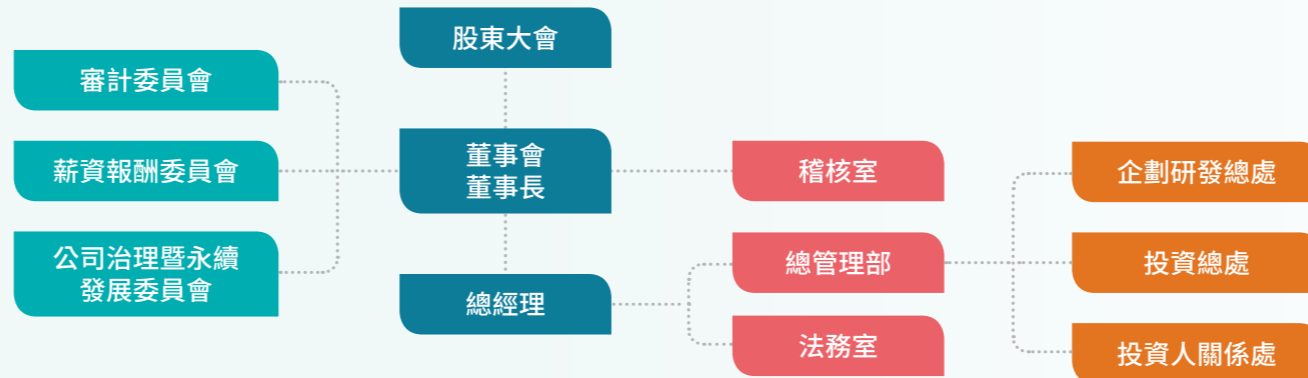 股東大會
審計委員會
薪資報酬委員會
公司治理暨永續
發展委員會
董事會
董事長
總經理
稽核室
總管理部
法務室
企劃研發總處
投資總處
投資人關係處